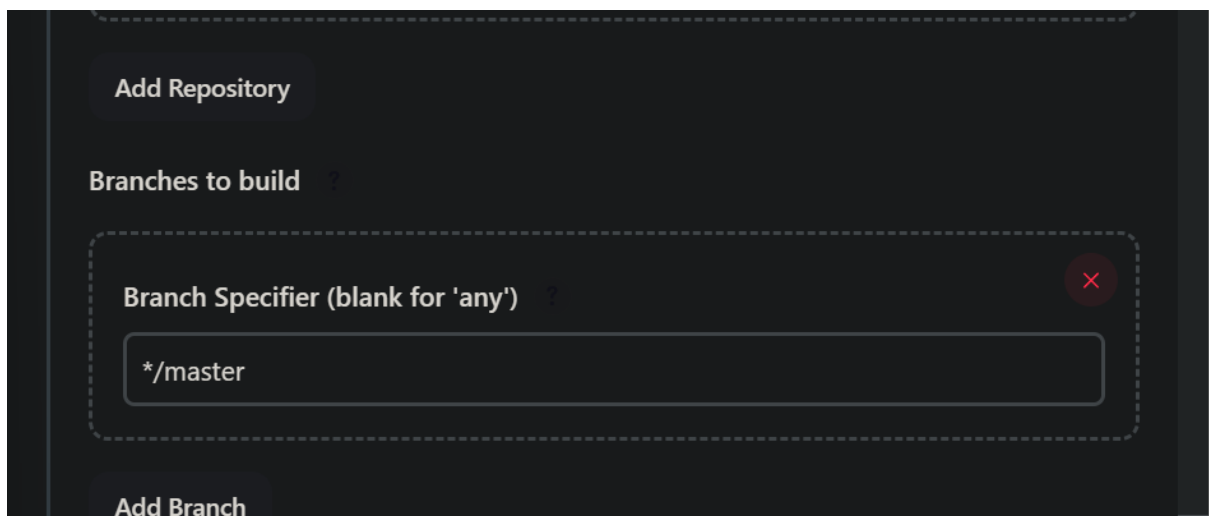 Add Repository
Branches to build ?
Branch Specifier (blank for 'any') ?
*/master
Add Branch